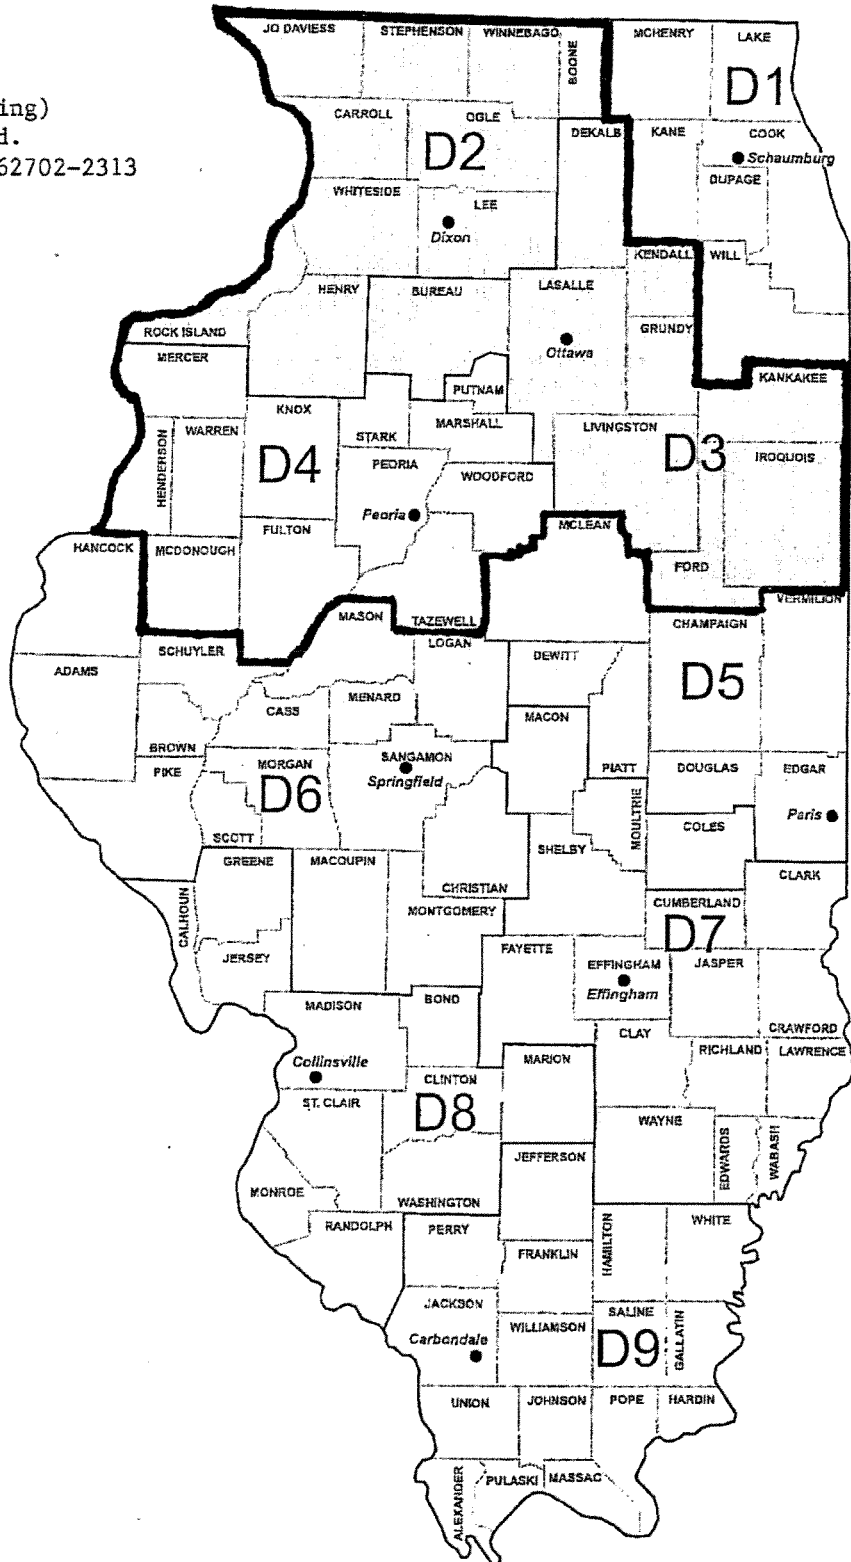 JO DAVIESS STEPHENSON WINNEBAGO BOONE MCHENRY LAKE
D1
ing)
d.
62702-2313
CARROLL OGLE DEKALB KANE COOK
D2
Schaumburg
DUPAGE
WHITESIDE LEE
Dixon
KENDALL WILL
HENRY BUREAU LASALLE
ROCK ISLAND GRUNDY
Ottawa
MERCER
KANKAKEE
PUTNAM
KNOX
HENDERSON WARREN STARK MARSHALL LIVINGSTON
D4 PEORIA D3 IROQUOIS
WOODFORD
Peoria
FULTON MCLEAN
HANCOCK MCDONOUGH
FORD
VERMILION
MASON TAZEWELL CHAMPAIGN
SCHUYLER LOGAN
ADAMS DEWITT
D5
CASS MENARD
MACON
BROWN SANGAMON
PIKE MORGAN PIATT DOUGLAS EDGAR
Springfield
D6
MOULTRIE
Paris
SCOTT COLES
SHELBY
GREENE MACOUPIN
CLARK
CHRISTIAN
CALHOUN MONTGOMERY CUMBERLAND
D7
FAYETTE
JERSEY EFFINGHAM JASPER
Effingham
MADISON BOND
CRAWFORD
CLAY
RICHLAND LAWRENCE
Collinsville MARION
CLINTON
ST. CLAIR D8
WAYNE
EDWARDS WABASH
JEFFERSON
MONROE
WASHINGTON
RANDOLPH PERRY HAMILTON WHITE
FRANKLIN
JACKSON SALINE
WILLIAMSON GALLATIN
Carbondale D9
UNION JOHNSON POPE HARDIN
ALEXANDER PULASKI MASSAC